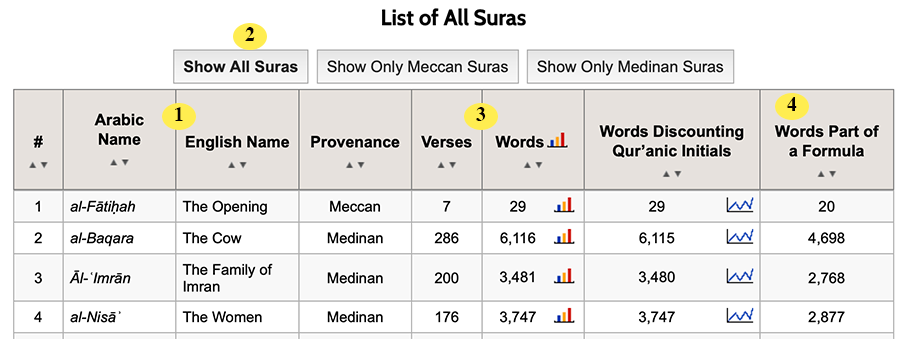 List of All Suras
2
Show All Suras Show Only Meccan Suras Show Only Medinan Suras
1 3 4
# Arabic Name English Name Provenance Verses Words Words Discounting Qur’anic Initials Words Part of a Formula
1 al-Fātiḥah The Opening Meccan 7 29 29 20
2 al-Baqara The Cow Medinan 286 6,116 6,115 4,698
3 Āl-ʿImrān The Family of Imran Medinan 200 3,481 3,480 2,768
4 al-Nisāʾ The Women Medinan 176 3,747 3,747 2,877